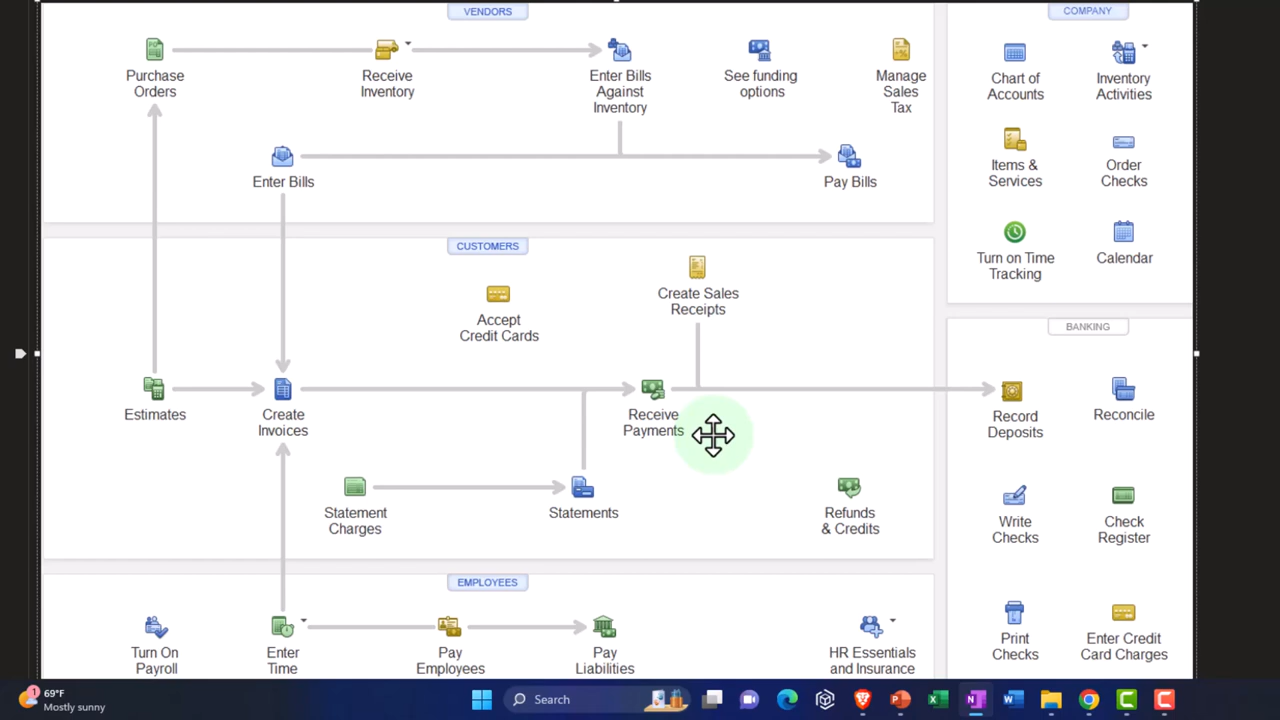 VENDORS
COMPANY
Purchase
Orders
Receive
Inventory
Enter Bills
Against
Inventory
See funding
options
Manage
Sales
Tax
Chart of
Accounts
Inventory
Activities
Enter Bills
Pay Bills
Items &
Services
Order
Checks
Turn on Time
Tracking
Calendar
CUSTOMERS
Create Sales
Receipts
Accept
Credit Cards
BANKING
Estimates
Create
Invoices
Receive
Payments
Record
Deposits
Reconcile
Statement
Charges
Statements
Refunds
& Credits
Write
Checks
Check
Register
EMPLOYEES
Turn On
Payroll
Enter
Time
Pay
Employees
Pay
Liabilities
HR Essentials
and Insurance
Print
Checks
Enter Credit
Card Charges
1
69°F
Mostly sunny
Search